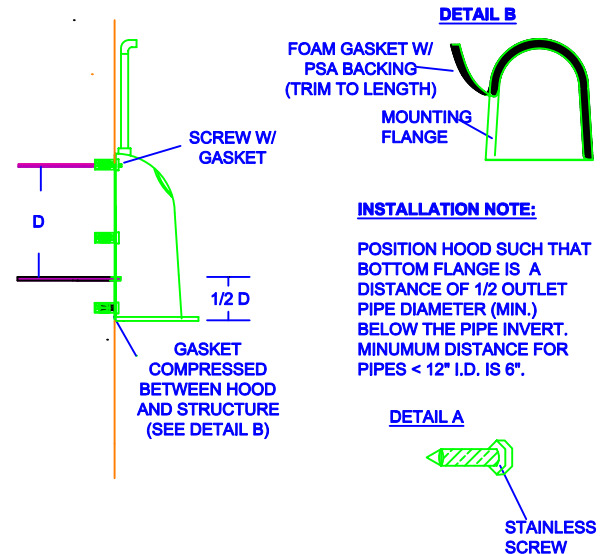 DETAIL B
FOAM GASKET W/
PSA BACKING
(TRIM TO LENGTH)
MOUNTING
FLANGE
SCREW W/
GASKET
D
1/2 D
GASKET
COMPRESSED
BETWEEN HOOD
AND STRUCTURE
(SEE DETAIL B)
INSTALLATION NOTE:
POSITION HOOD SUCH THAT
BOTTOM FLANGE IS A
DISTANCE OF 1/2 OUTLET
PIPE DIAMETER (MIN.)
BELOW THE PIPE INVERT.
MINUMUM DISTANCE FOR
PIPES < 12" I.D. IS 6".
DETAIL A
STAINLESS
SCREW